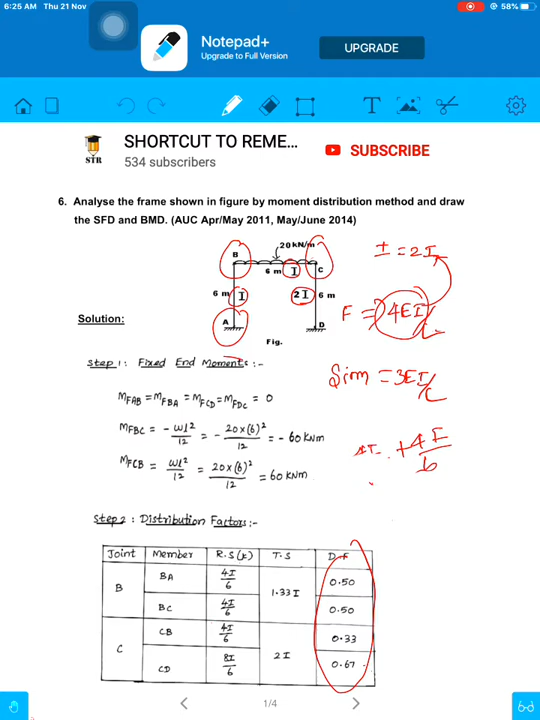 6:25 AM Thu 21 Nov
58%
Notepad+
Upgrade to Full Version
UPGRADE
T
STR
SHORTCUT TO REME...
534 subscribers
SUBSCRIBE
6. Analyse the frame shown in figure by moment distribution method and draw
the SFD and BMD. (AUC Apr/May 2011, May/June 2014)
B
20 kN/m
C
6 m I
6 m I
2 I 6 m
A
D
Fig.
I = 2I
F = 4EI/L
Sim = 3EI/L
+4I/6
Solution:
Step 1: Fixed End Moments:-
MFAB = MFBA = MFCD = MFDC = 0
MFBC = -wl²/12 = -20×(6)²/12 = -60 kNm
MFCB = wl²/12 = 20×(6)²/12 = 60 kNm
Step 2: Distribution Factors:-
Joint Member R.S (k) T.S D.F
B BA 4I/6 1.33 I 0.50
BC 4I/6 0.50
C CB 4I/6 2 I 0.33
CD 8I/6 0.67
1/4